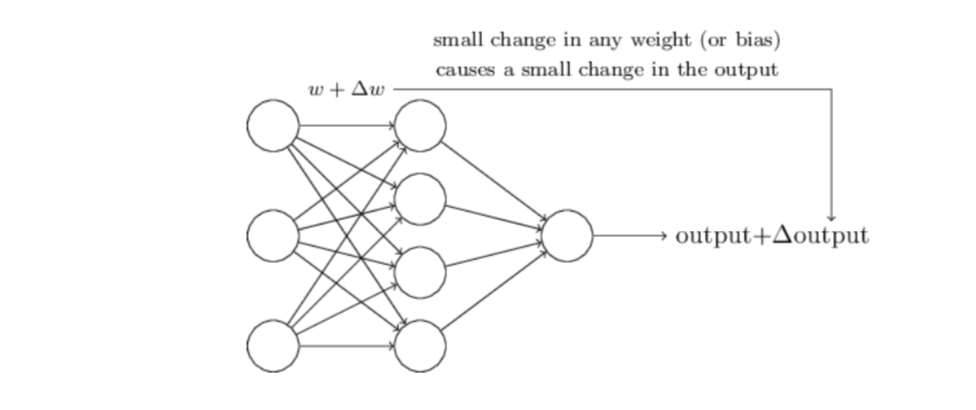 small change in any weight (or bias)
causes a small change in the output
w + Δw
output+Δoutput